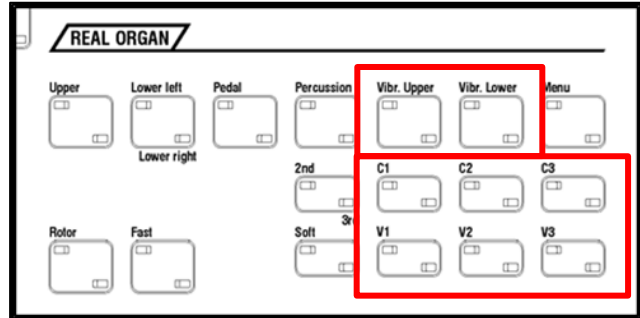 REAL ORGAN
Upper Lower left Pedal Percussion Vibr. Upper Vibr. Lower Menu
Lower right
2nd C1 C2 C3
Rotor Fast Soft V1 V2 V3